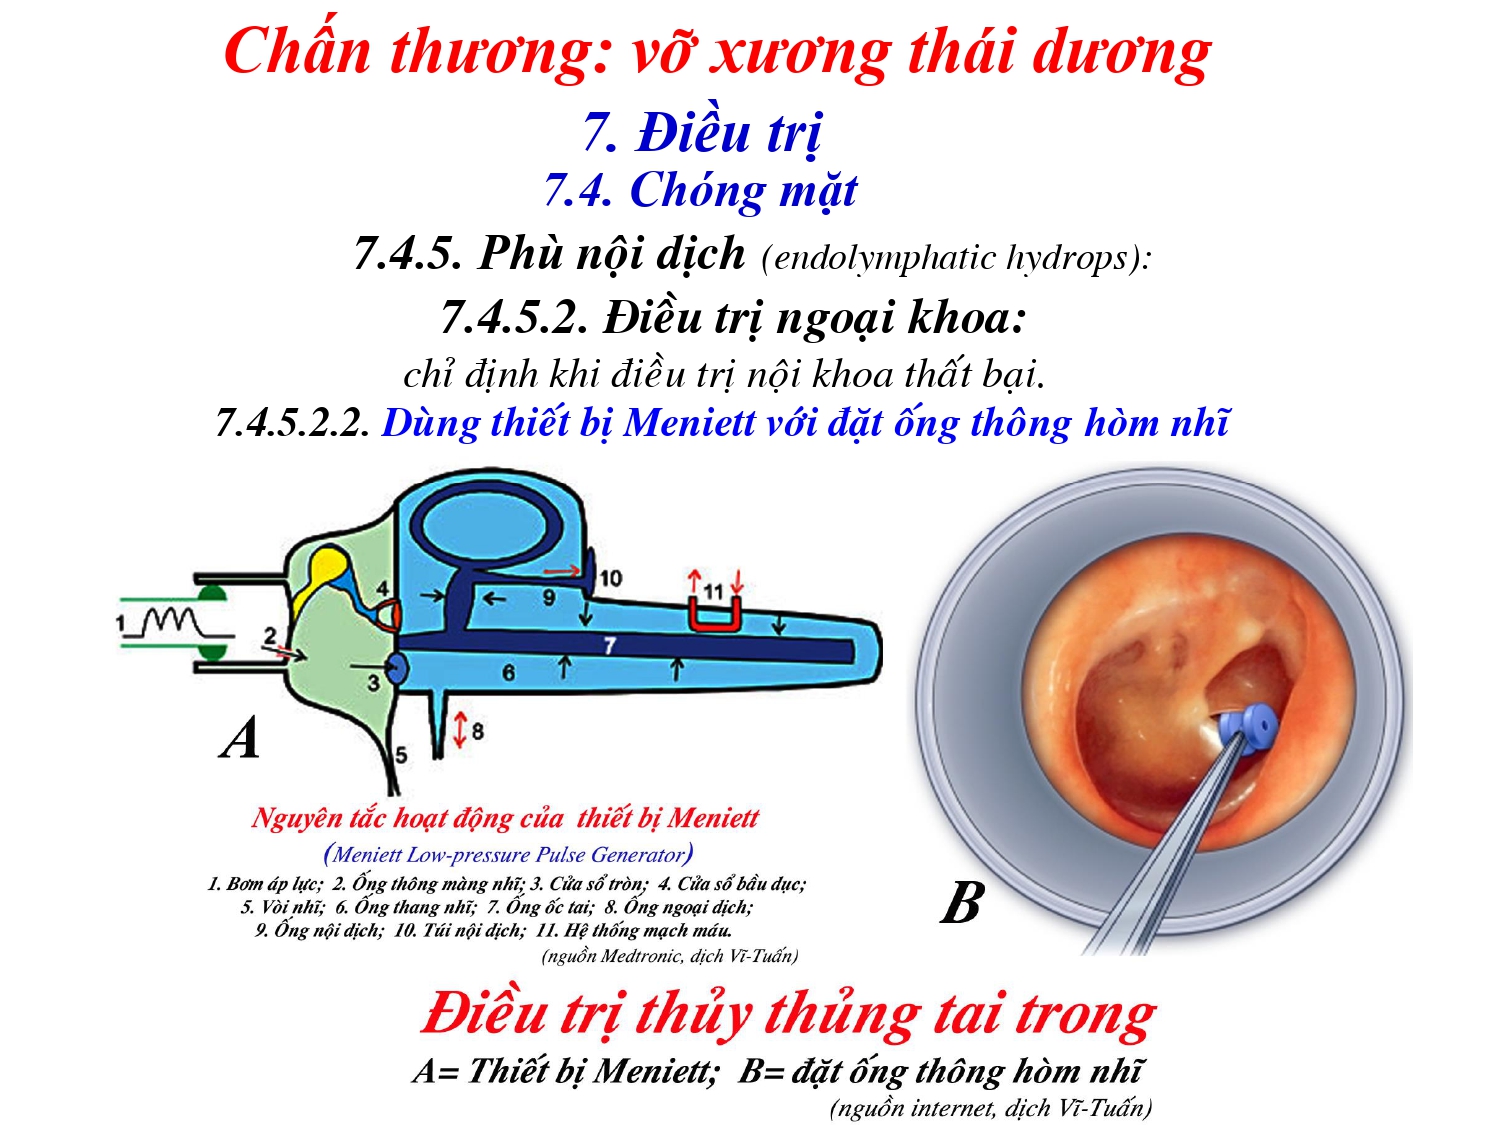 Chấn thương: vỡ xương thái dương
7. Điều trị
7.4. Chóng mặt
7.4.5. Phù nội dịch (endolymphatic hydrops):
7.4.5.2. Điều trị ngoại khoa:
chỉ định khi điều trị nội khoa thất bại.
7.4.5.2.2. Dùng thiết bị Meniett với đặt ống thông hòm nhĩ
1
2
3
4
5
6
7
8
9
10
11
A
B
Nguyên tắc hoạt động của thiết bị Meniett
(Meniett Low-pressure Pulse Generator)
1. Bơm áp lực; 2. Ống thông màng nhĩ; 3. Cửa sổ tròn; 4. Cửa sổ bầu dục;
5. Vòi nhĩ; 6. Ống thang nhĩ; 7. Ống ốc tai; 8. Ống ngoại dịch;
9. Ống nội dịch; 10. Túi nội dịch; 11. Hệ thống mạch máu.
(nguồn Medtronic, dịch Vĩ-Tuấn)
Điều trị thủy thủng tai trong
A= Thiết bị Meniett; B= đặt ống thông hòm nhĩ
(nguồn internet, dịch Vĩ-Tuấn)